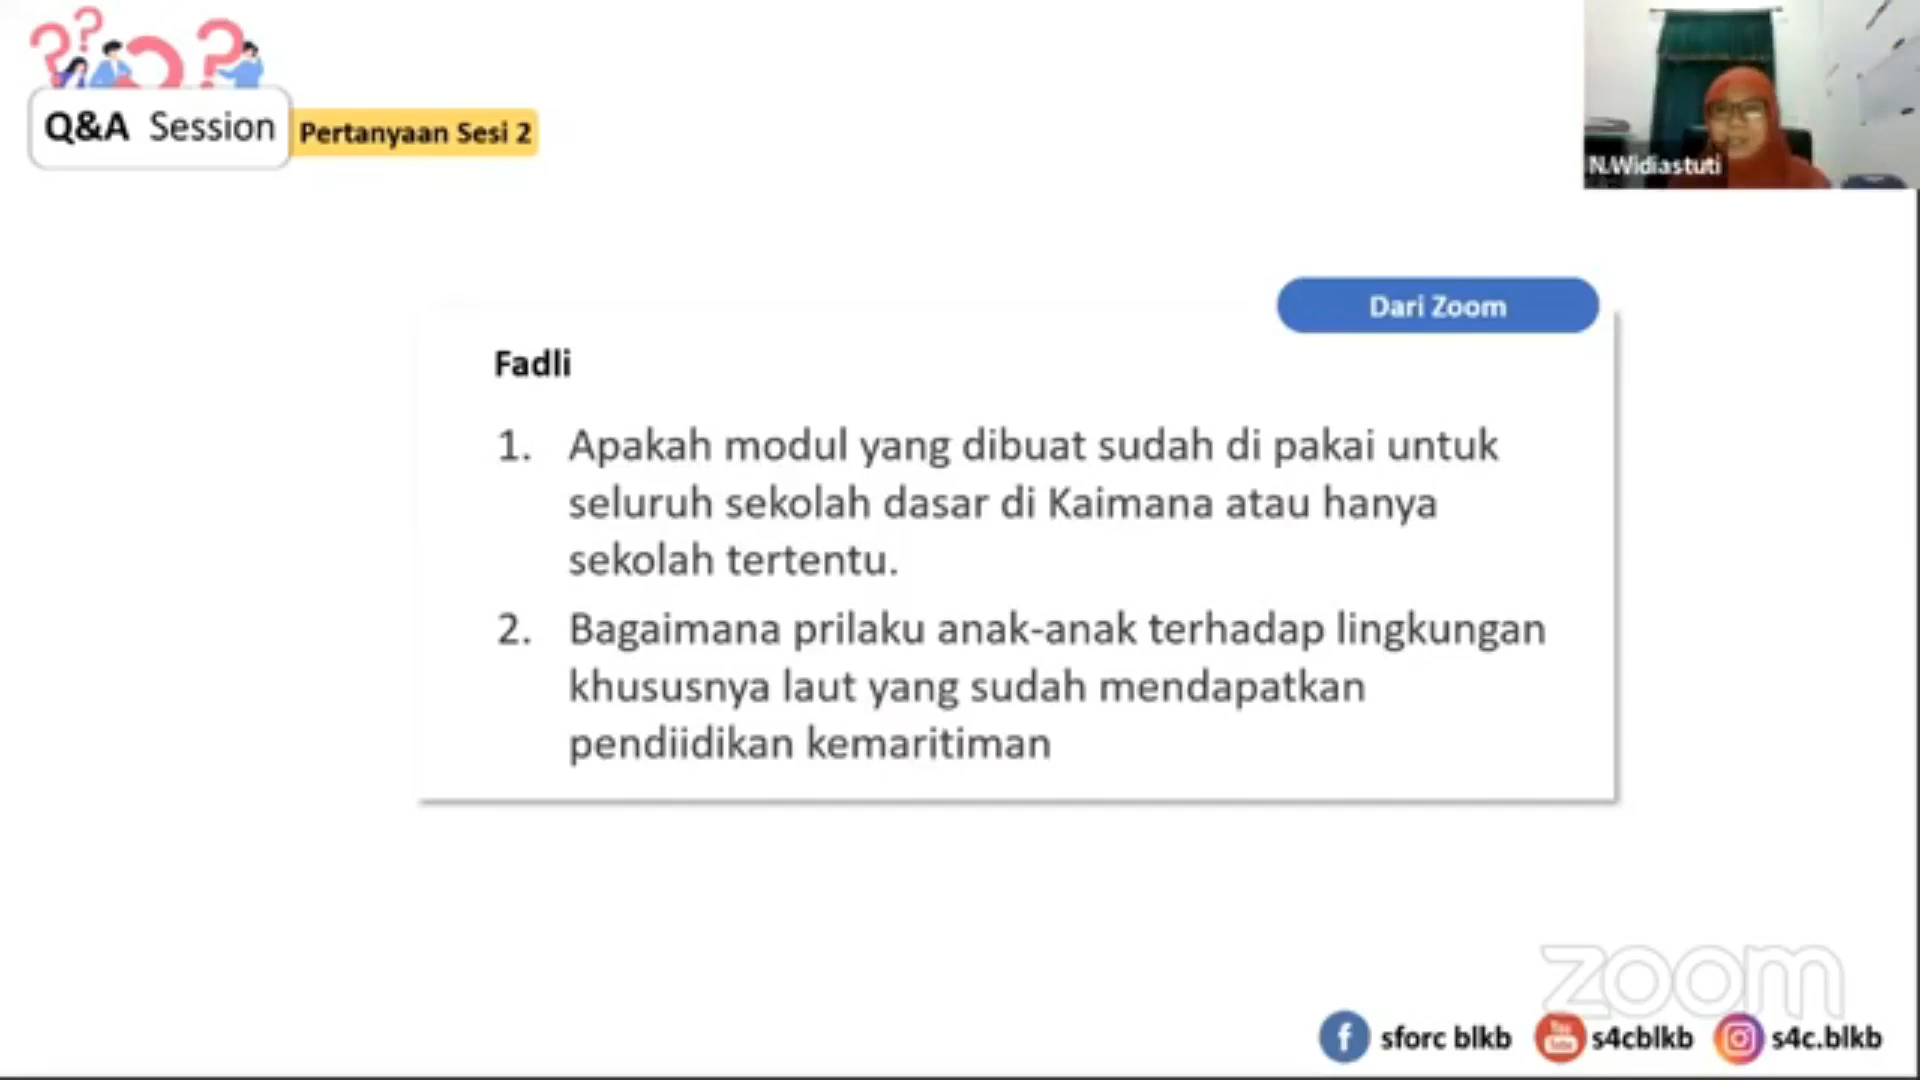 Q&A Session
Pertanyaan Sesi 2
N.Widiastuti
Dari Zoom
Fadli
1. Apakah modul yang dibuat sudah di pakai untuk
seluruh sekolah dasar di Kaimana atau hanya
sekolah tertentu.
2. Bagaimana prilaku anak-anak terhadap lingkungan
khususnya laut yang sudah mendapatkan
pendiidikan kemaritiman
zoom
sforc blkb
You Tube
s4cblkb
s4c.blkb